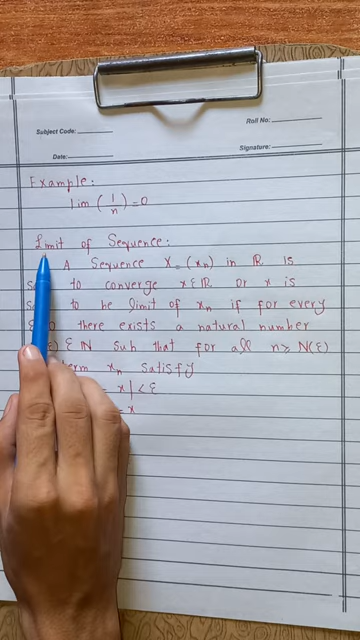 Subject Code:
Roll No:
Date:
Signature:
Example:
lim (1/n) = 0
Limit of Sequence:
A Sequence X = (xn) in ℝ is
to converge x ∈ ℝ or x is
to be limit of xn if for every
there exists a natural number
∈ IN suh that for all n ≥ N(ε)
xn satisfy
x| < ε
= x